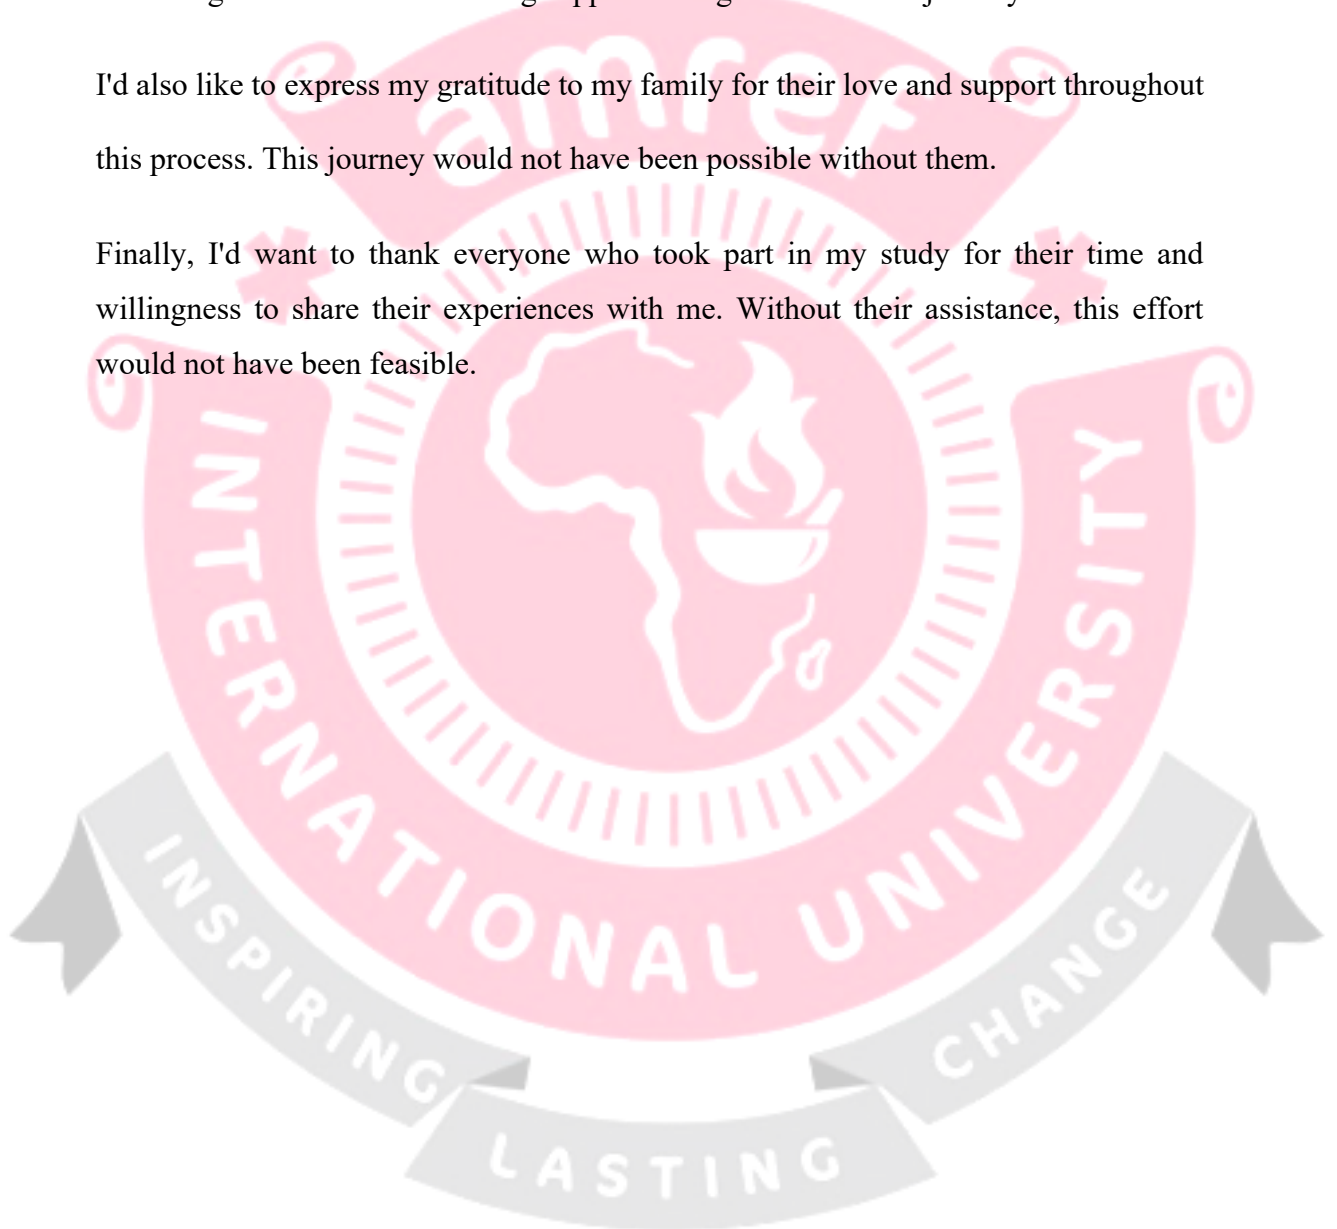 I'd also like to express my gratitude to my family for their love and support throughout
this process. This journey would not have been possible without them.
Finally, I'd want to thank everyone who took part in my study for their time and
willingness to share their experiences with me. Without their assistance, this effort
would not have been feasible.
amref
INTERNATIONAL UNIVERSITY
INSPIRING
LASTING
CHANGE